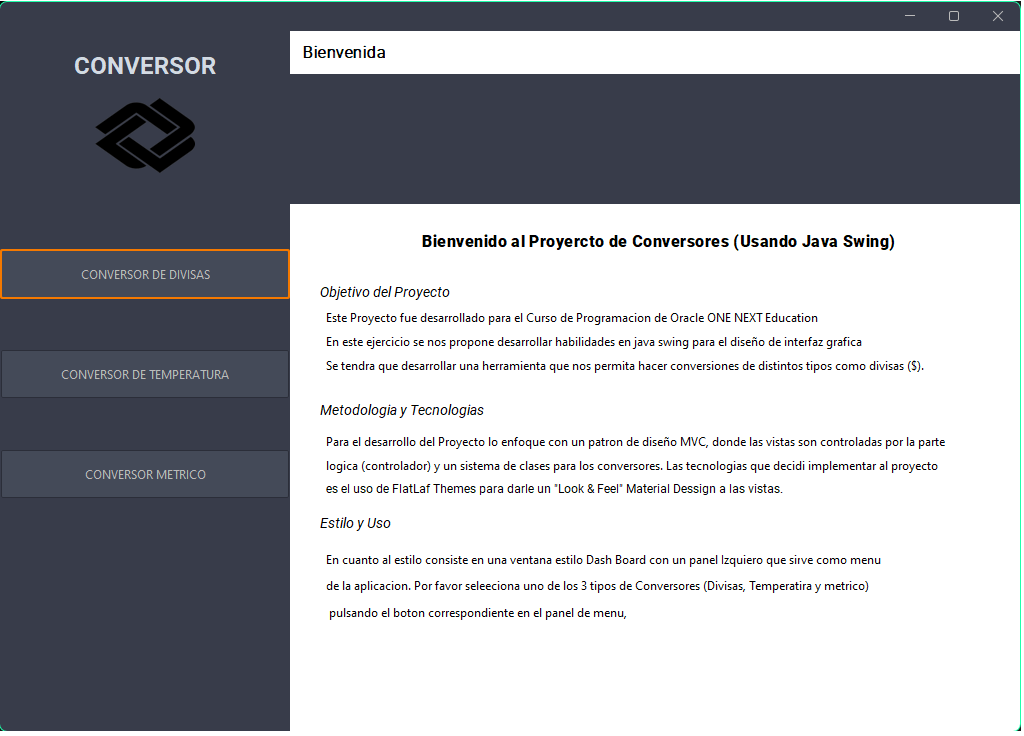 CONVERSOR
CONVERSOR DE DIVISAS
CONVERSOR DE TEMPERATURA
CONVERSOR METRICO
Bienvenida
Bienvenido al Proyercto de Conversores (Usando Java Swing)
Objetivo del Proyecto
Este Proyecto fue desarrollado para el Curso de Programacion de Oracle ONE NEXT Education
En este ejercicio se nos propone desarrollar habilidades en java swing para el diseño de interfaz grafica
Se tendra que desarrollar una herramienta que nos permita hacer conversiones de distintos tipos como divisas ($).
Metodologia y Tecnologias
Para el desarrollo del Proyecto lo enfoque con un patron de diseño MVC, donde las vistas son controladas por la parte
logica (controlador) y un sistema de clases para los conversores. Las tecnologias que decidi implementar al proyecto
es el uso de FlatLaf Themes para darle un "Look & Feel" Material Dessign a las vistas.
Estilo y Uso
En cuanto al estilo consiste en una ventana estilo Dash Board con un panel Izquiero que sirve como menu
de la aplicacion. Por favor seleeciona uno de los 3 tipos de Conversores (Divisas, Temperatira y metrico)
pulsando el boton correspondiente en el panel de menu,